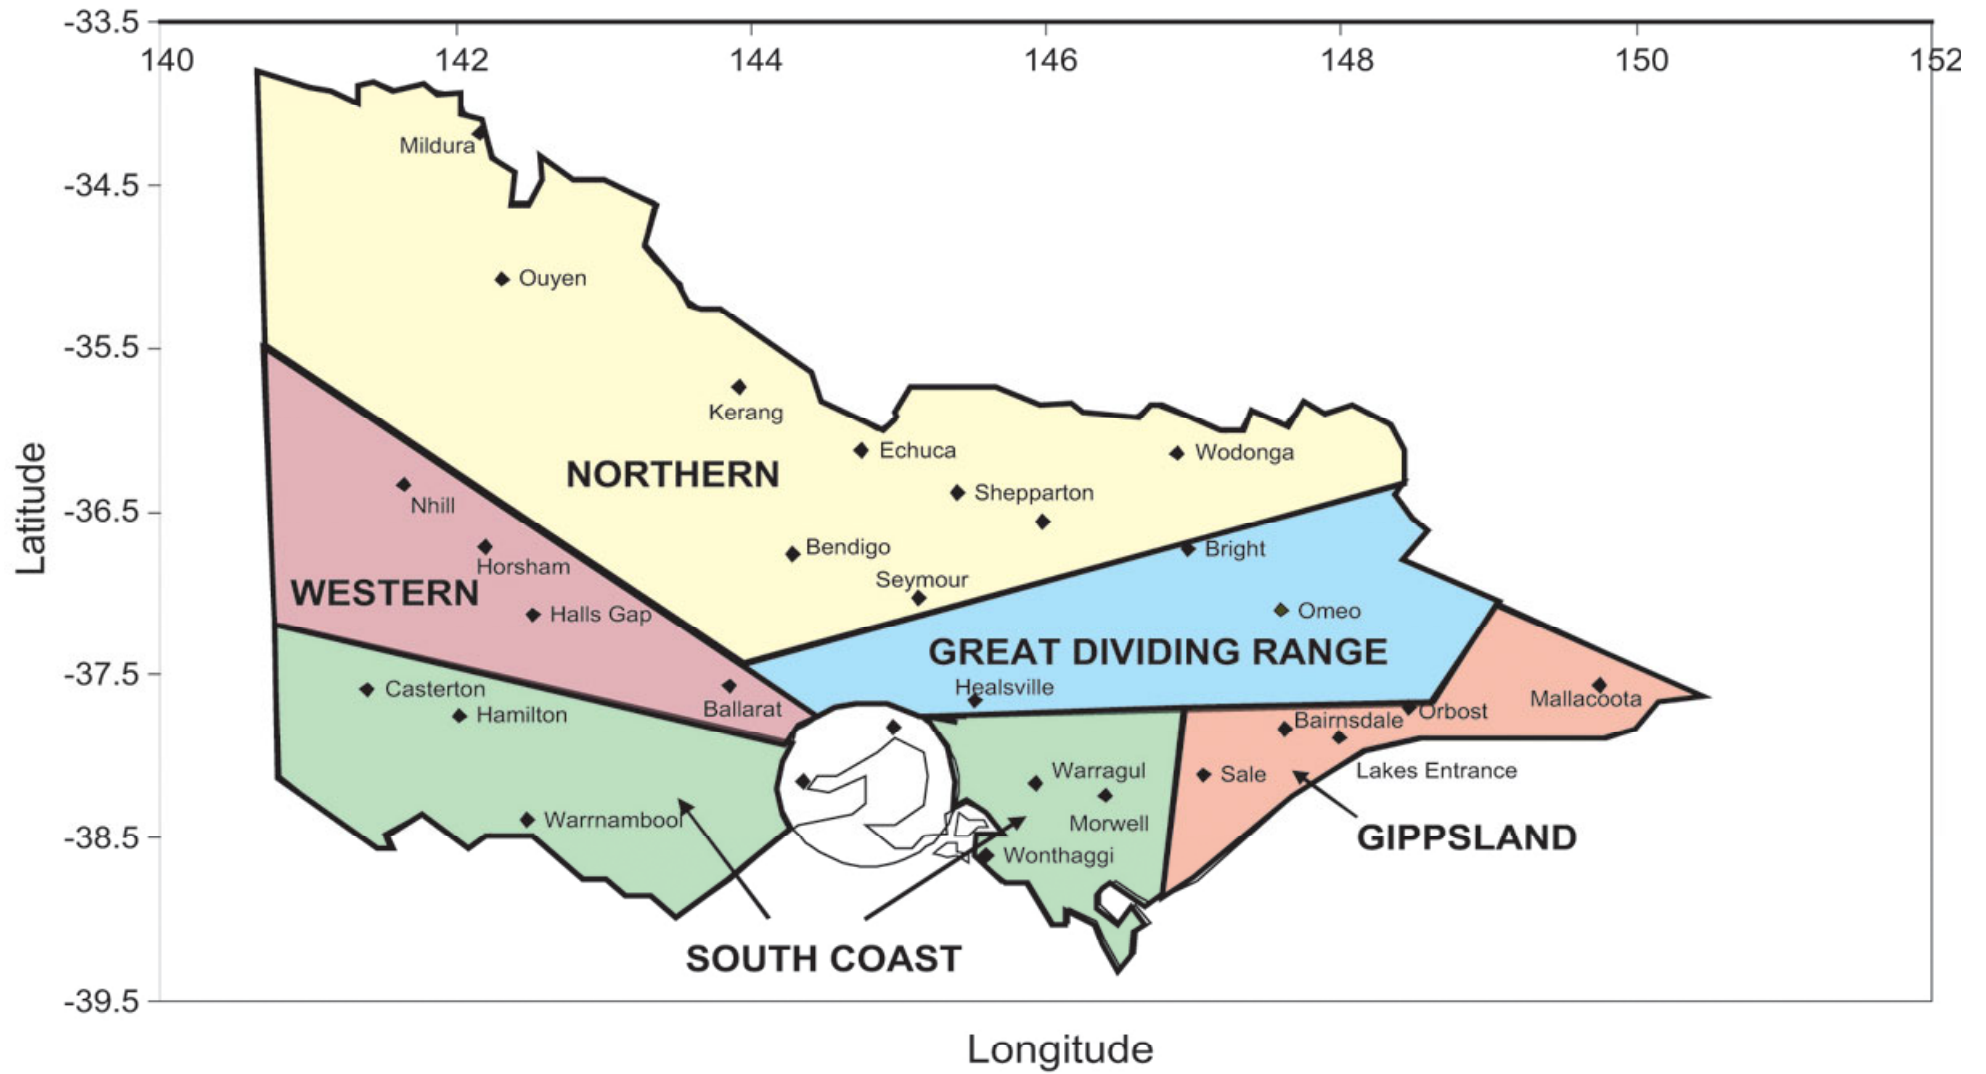 -33.5
140 142 144 146 148 150 152
Mildura
-34.5
Ouyen
-35.5
Kerang
Echuca
Wodonga
NORTHERN
Shepparton
Nhill
-36.5
Bendigo
Bright
Horsham
Seymour
WESTERN
Halls Gap
Omeo
GREAT DIVIDING RANGE
-37.5
Casterton
Healsville
Mallacoota
Hamilton
Ballarat
Bairnsdale
Orbost
Warragul
Sale
Lakes Entrance
Warrnambool
Morwell
-38.5
GIPPSLAND
Wonthaggi
SOUTH COAST
-39.5
Latitude
Longitude